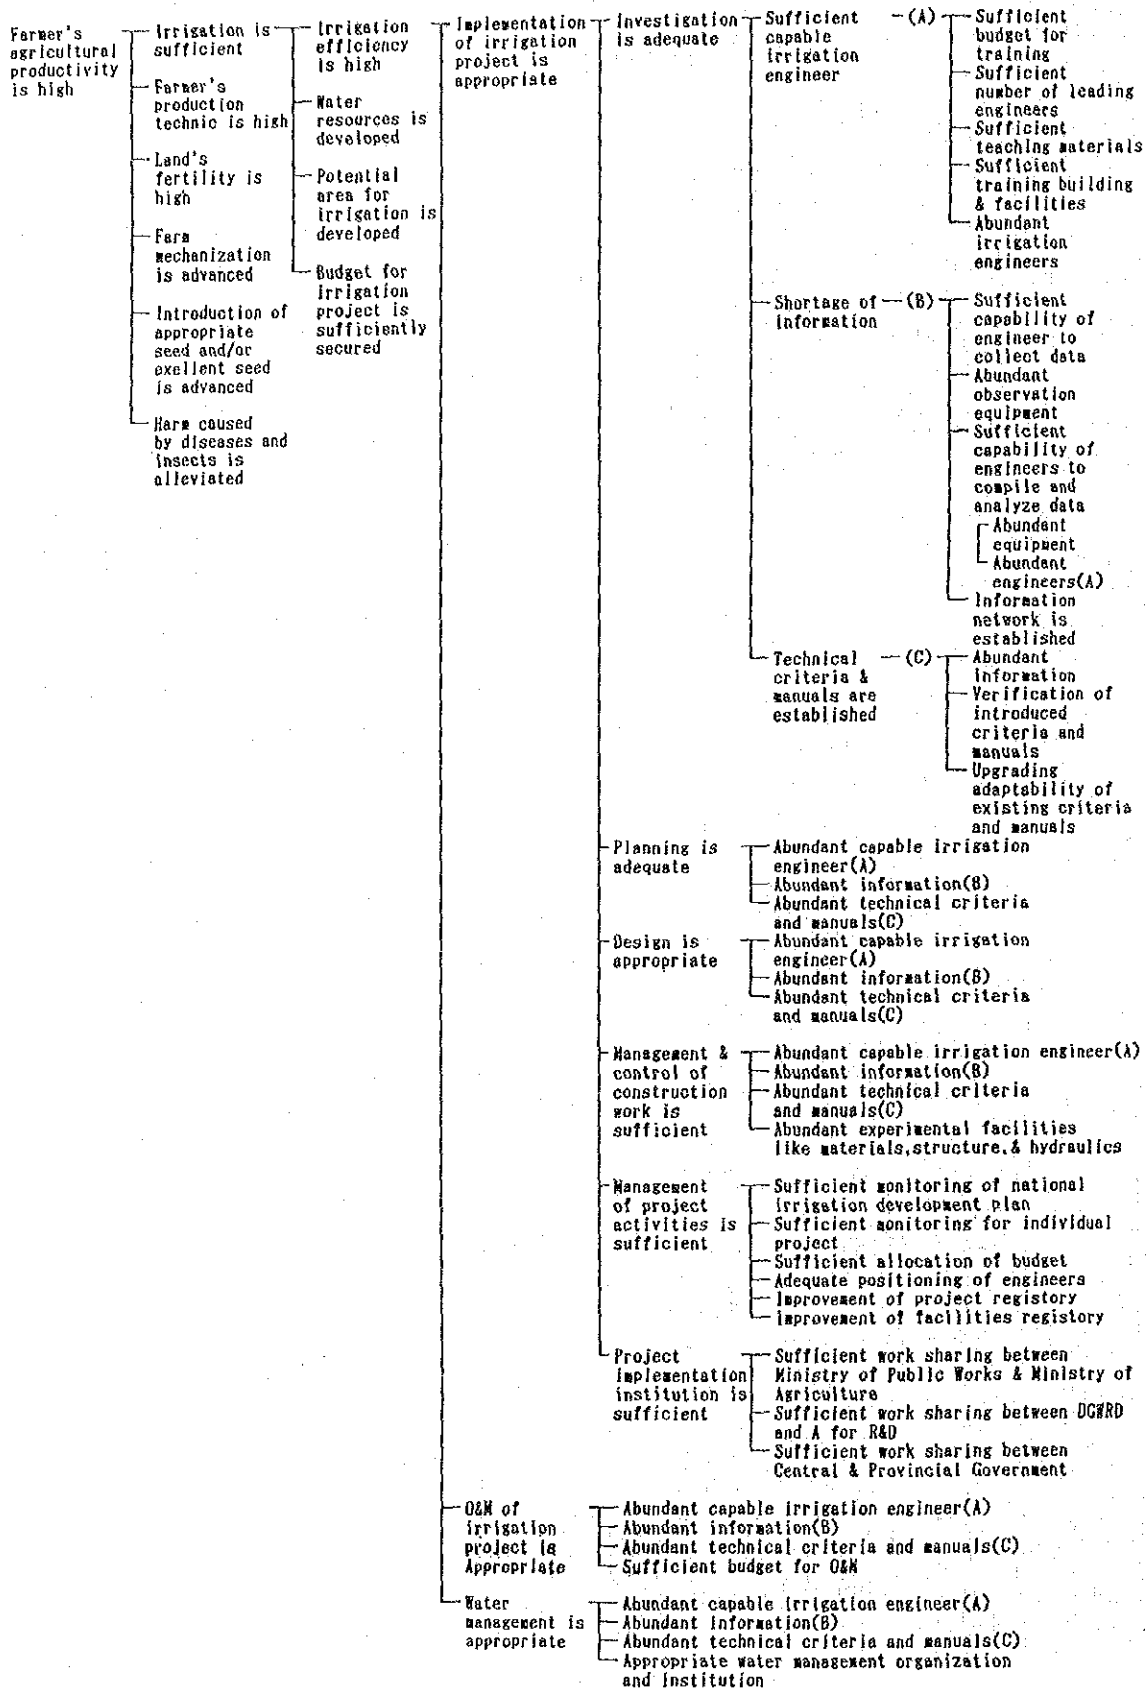 Farmer's
agricultural
productivity
is high
Irrigation is
sufficient
Farmer's
production
technic is high
Land's
fertility is
high
Farm
mechanization
is advanced
Introduction of
appropriate
seed and/or
exellent seed
is advanced
Harm caused
by diseases and
insects is
alleviated
Irrigation
efficiency
is high
Water
resources is
developed
Potential
area for
irrigation is
developed
Budget for
irrigation
project is
sufficiently
secured
Implementation
of irrigation
project is
appropriate
Investigation
is adequate
Sufficient
capable
irrigation
engineer
(A)
Sufficient
budget for
training
Sufficient
number of leading
engineers
Sufficient
teaching materials
Sufficient
training building
& facilities
Abundant
irrigation
engineers
Shortage of
information
(B)
Sufficient
capability of
engineer to
collect data
Abundant
observation
equipment
Sufficient
capability of
engineers to
compile and
analyze data
Abundant
equipment
Abundant
engineers(A)
Information
network is
established
Technical
criteria &
manuals are
established
(C)
Abundant
information
Verification of
introduced
criteria and
manuals
Upgrading
adaptability of
existing criteria
and manuals
Planning is
adequate
Abundant capable irrigation
engineer(A)
Abundant information(B)
Abundant technical criteria
and manuals(C)
Design is
appropriate
Abundant capable irrigation
engineer(A)
Abundant information(B)
Abundant technical criteria
and manuals(C)
Management &
control of
construction
work is
sufficient
Abundant capable irrigation engineer(A)
Abundant information(B)
Abundant technical criteria
and manuals(C)
Abundant experimental facilities
like materials,structure,& hydraulics
Management
of project
activities is
sufficient
Sufficient monitoring of national
irrigation development plan
Sufficient monitoring for individual
project
Sufficient allocation of budget
Adequate positioning of engineers
Improvement of project registory
Improvement of facilities registory
Project
implementation
institution is
sufficient
Sufficient work sharing between
Ministry of Public Works & Ministry of
Agriculture
Sufficient work sharing between DGWRD
and A for R&D
Sufficient work sharing between
Central & Provincial Government
O&M of
irrigation
project is
Appropriate
Abundant capable irrigation engineer(A)
Abundant information(B)
Abundant technical criteria and manuals(C)
Sufficient budget for O&M
Water
management is
appropriate
Abundant capable irrigation engineer(A)
Abundant information(B)
Abundant technical criteria and manuals(C)
Appropriate water management organization
and institution